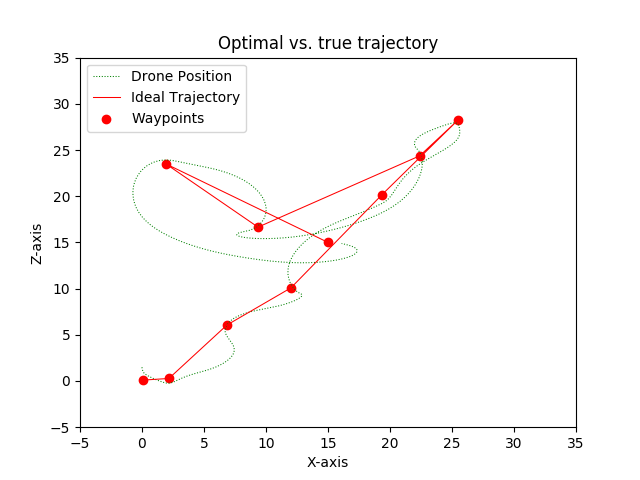 Optimal vs. true trajectory
Drone Position
Ideal Trajectory
Waypoints
35
30
25
20
15
10
5
0
−5
Z-axis
−5 0 5 10 15 20 25 30 35
X-axis